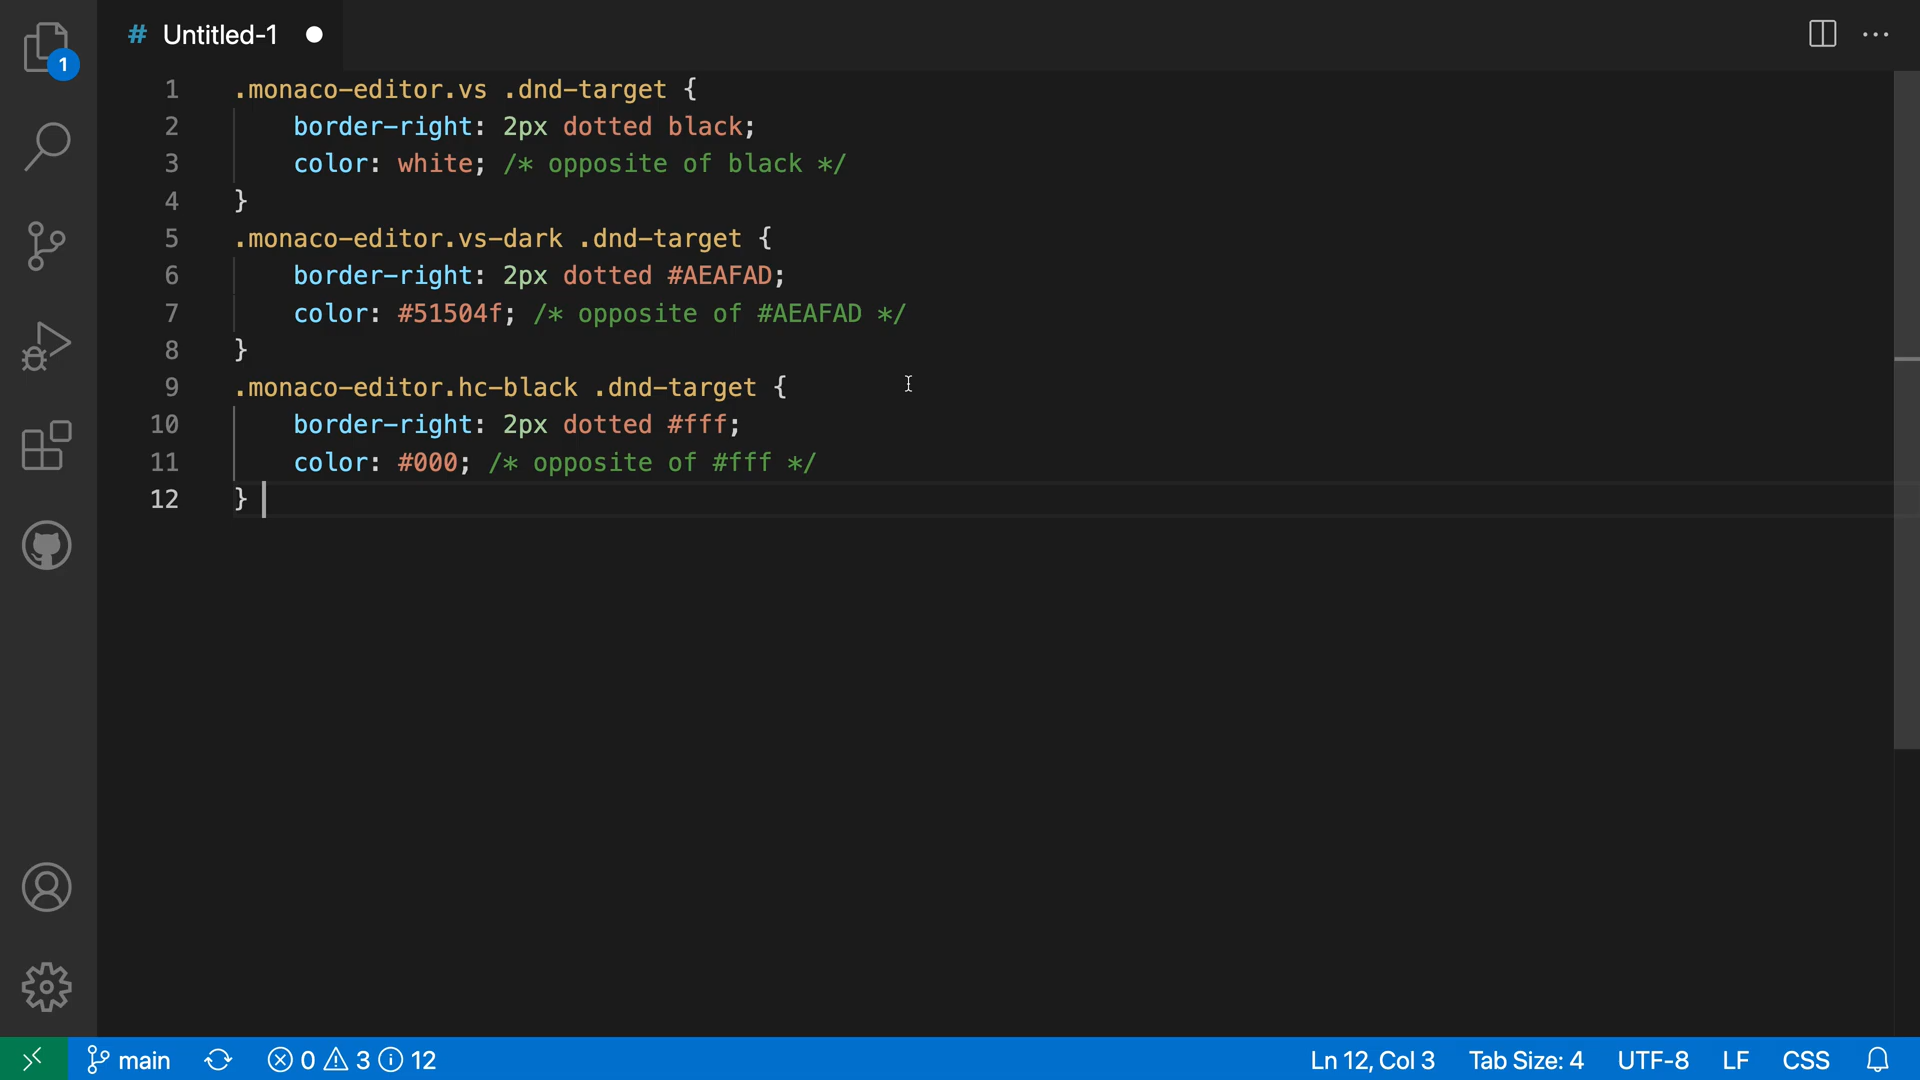 # Untitled-1
1
1 .monaco-editor.vs .dnd-target {
2 border-right: 2px dotted black;
3 color: white; /* opposite of black */
4 }
5 .monaco-editor.vs-dark .dnd-target {
6 border-right: 2px dotted #AEAFAD;
7 color: #51504f; /* opposite of #AEAFAD */
8 }
9 .monaco-editor.hc-black .dnd-target {
10 border-right: 2px dotted #fff;
11 color: #000; /* opposite of #fff */
12 }
main 0 3 12 Ln 12, Col 3 Tab Size: 4 UTF-8 LF CSS